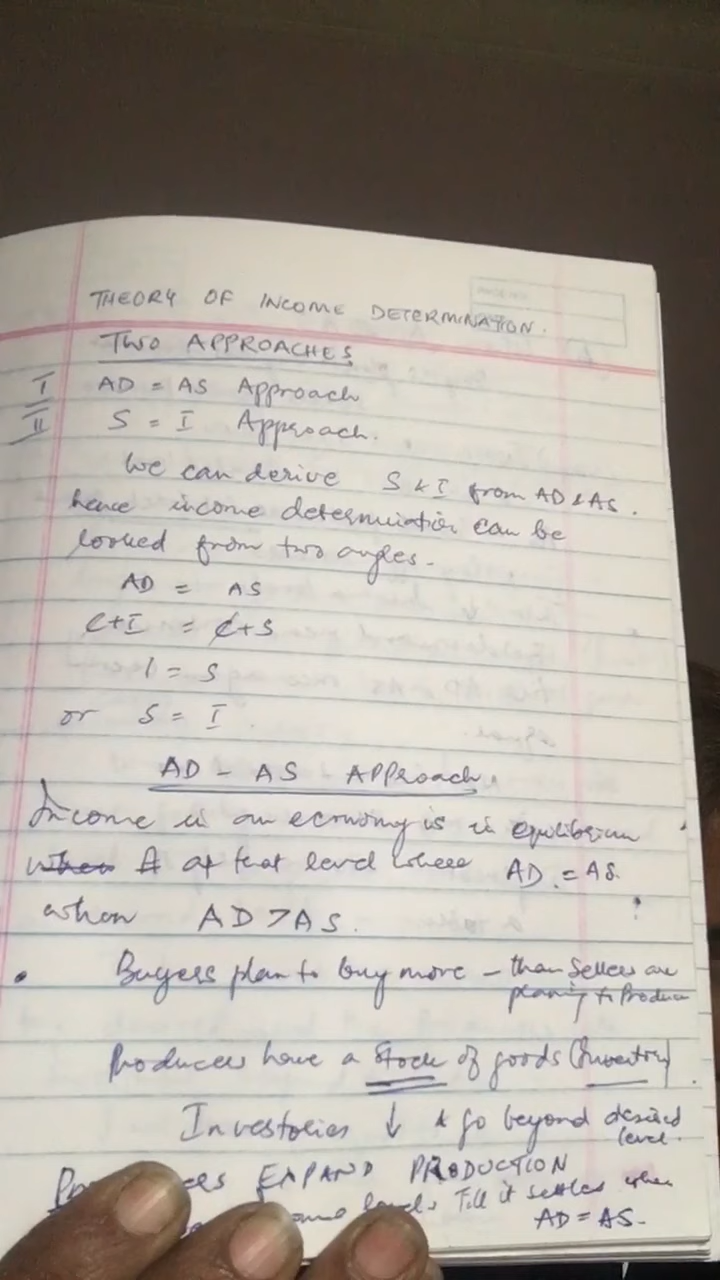 THEORY OF INCOME DETERMINATION.
TWO APPROACHES
I AD = AS Approach
II S = I Approach.
We can derive S & I from AD & AS.
hence income determination can be
looked from two angles.
AD = AS
C+I = C+S
I = S
or S = I.
AD - AS APProach
Income in an economy is in equilibrium
when at that level where AD = AS.
when AD > AS.
Buyers plan to buy more - than Sellers are
planing to Produce
Producers have a Stock of goods (Inventory)
Inventories ↓ & go beyond desired
level.
EXPAND PRODUCTION
Till it settles when
AD = AS.